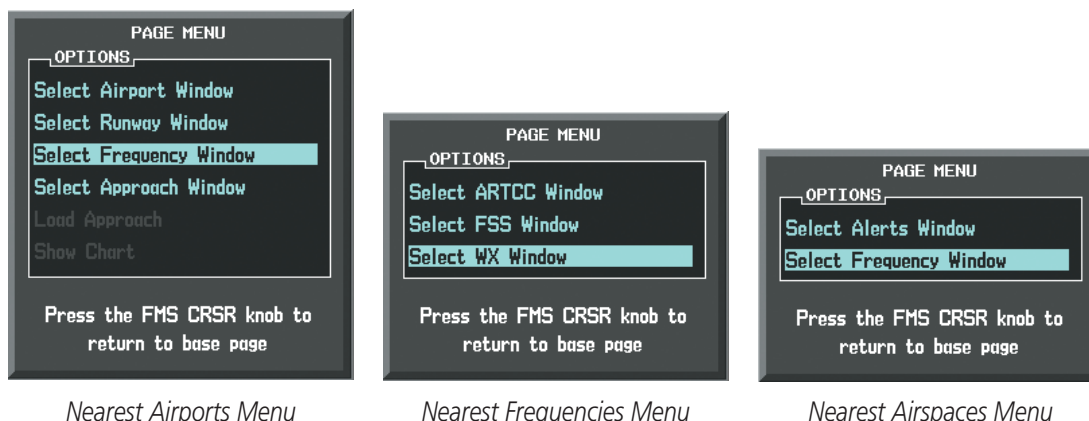 PAGE MENU
OPTIONS
Select Airport Window
Select Runway Window
Select Frequency Window
Select Approach Window
Load Approach
Show Chart
Press the FMS CRSR knob to
return to base page
Nearest Airports Menu
PAGE MENU
OPTIONS
Select ARTCC Window
Select FSS Window
Select WX Window
Press the FMS CRSR knob to
return to base page
Nearest Frequencies Menu
PAGE MENU
OPTIONS
Select Alerts Window
Select Frequency Window
Press the FMS CRSR knob to
return to base page
Nearest Airspaces Menu